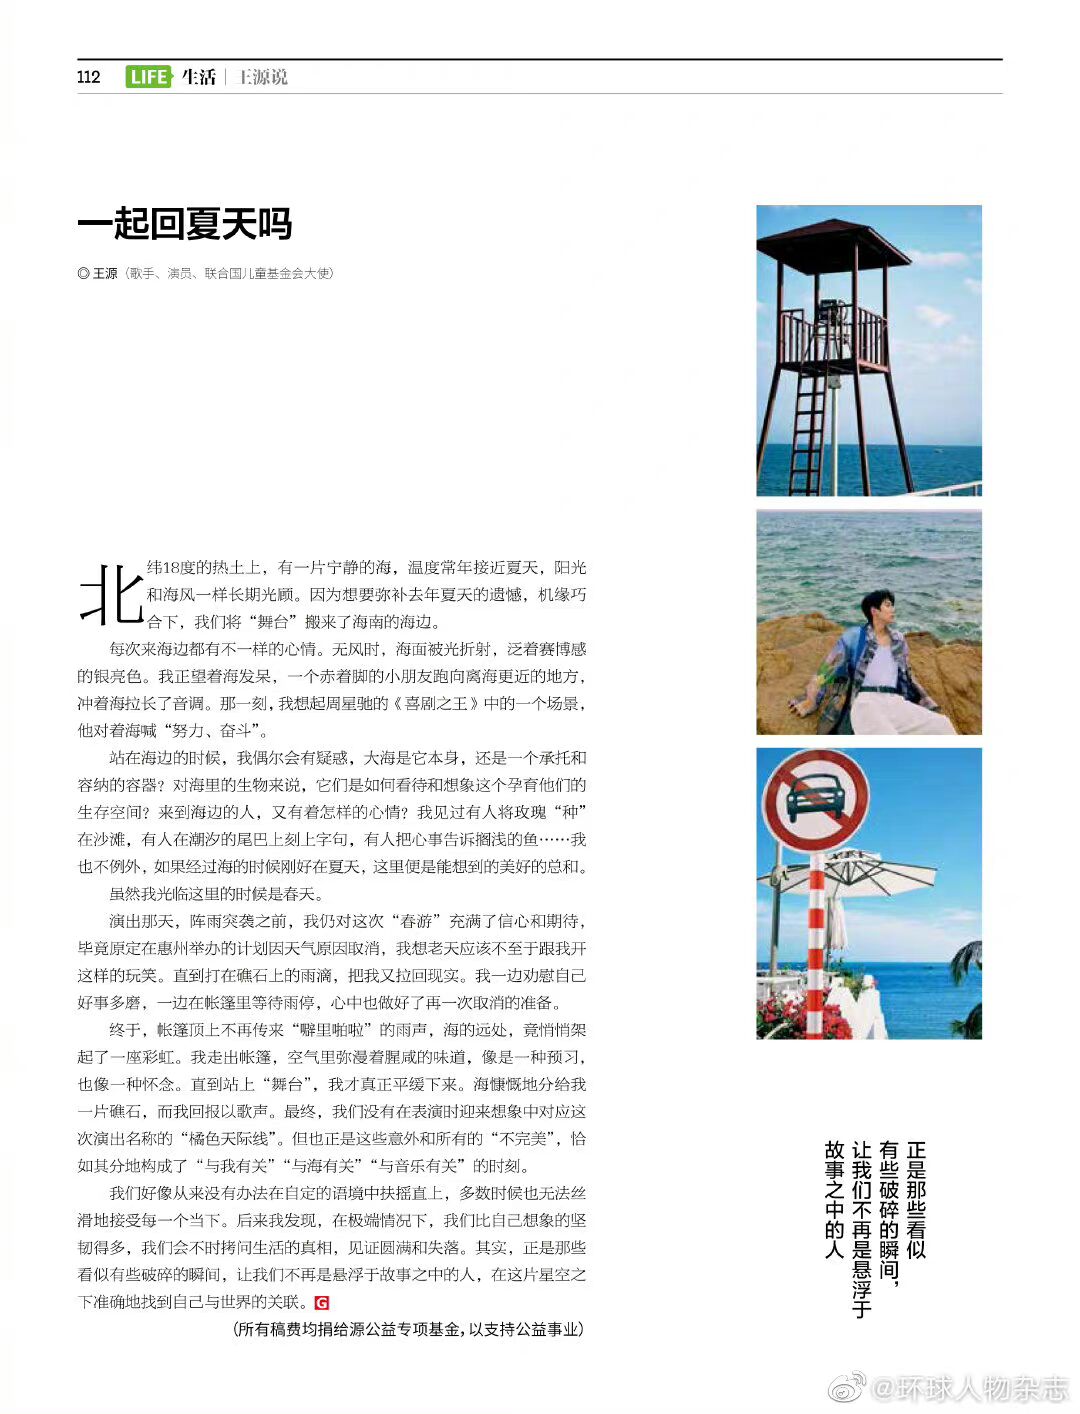 112 LIFE 生活 | 王源说
一起回夏天吗
◎ 王源（歌手、演员、联合国儿童基金会大使）
北纬18度的热土上，有一片宁静的海，温度常年接近夏天，阳光
和海风一样长期光顾。因为想要弥补去年夏天的遗憾，机缘巧
合下，我们将“舞台”搬来了海南的海边。
每次来海边都有不一样的心情。无风时，海面被光折射，泛着赛博感
的银亮色。我正望着海发呆，一个赤着脚的小朋友跑向离海更近的地方，
冲着海拉长了音调。那一刻，我想起周星驰的《喜剧之王》中的一个场景，
他对着海喊“努力、奋斗”。
站在海边的时候，我偶尔会有疑惑，大海是它本身，还是一个承托和
容纳的容器？对海里的生物来说，它们是如何看待和想象这个孕育他们的
生存空间？来到海边的人，又有着怎样的心情？我见过有人将玫瑰“种”
在沙滩，有人在潮汐的尾巴上刻上字句，有人把心事告诉搁浅的鱼……我
也不例外，如果经过海的时候刚好在夏天，这里便是能想到的美好的总和。
虽然我光临这里的时候是春天。
演出那天，阵雨突袭之前，我仍对这次“春游”充满了信心和期待，
毕竟原定在惠州举办的计划因天气原因取消，我想老天应该不至于跟我开
这样的玩笑。直到打在礁石上的雨滴，把我又拉回现实。我一边劝慰自己
好事多磨，一边在帐篷里等待雨停，心中也做好了再一次取消的准备。
终于，帐篷顶上不再传来“噼里啪啦”的雨声，海的远处，竟悄悄架
起了一座彩虹。我走出帐篷，空气里弥漫着腥咸的味道，像是一种预习，
也像一种怀念。直到站上“舞台”，我才真正平缓下来。海慷慨地分给我
一片礁石，而我回报以歌声。最终，我们没有在表演时迎来想象中对应这
次演出名称的“橘色天际线”。但也正是这些意外和所有的“不完美”，恰
如其分地构成了“与我有关”“与海有关”“与音乐有关”的时刻。
我们好像从来没有办法在自定的语境中扶摇直上，多数时候也无法丝
滑地接受每一个当下。后来我发现，在极端情况下，我们比自己想象的坚
韧得多，我们会不时拷问生活的真相，见证圆满和失落。其实，正是那些
看似有些破碎的瞬间，让我们不再是悬浮于故事之中的人，在这片星空之
下准确地找到自己与世界的关联。G
（所有稿费均捐给源公益专项基金，以支持公益事业）
正是那些看似
有些破碎的瞬间，
让我们不再是悬浮于
故事之中的人
@环球人物杂志